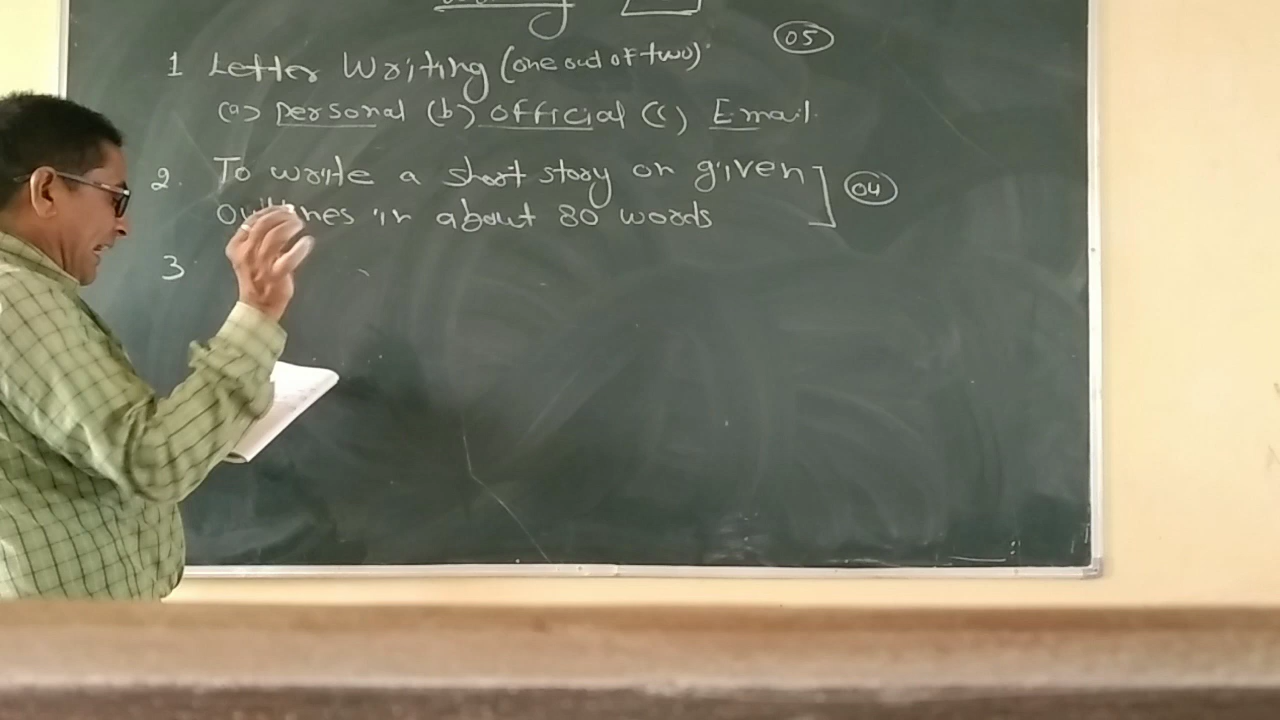 1 Letter Writing (one out of two) 05
(a) personal (b) official (c) Email.
2. To write a short story on given
outlines in about 80 words 04
3